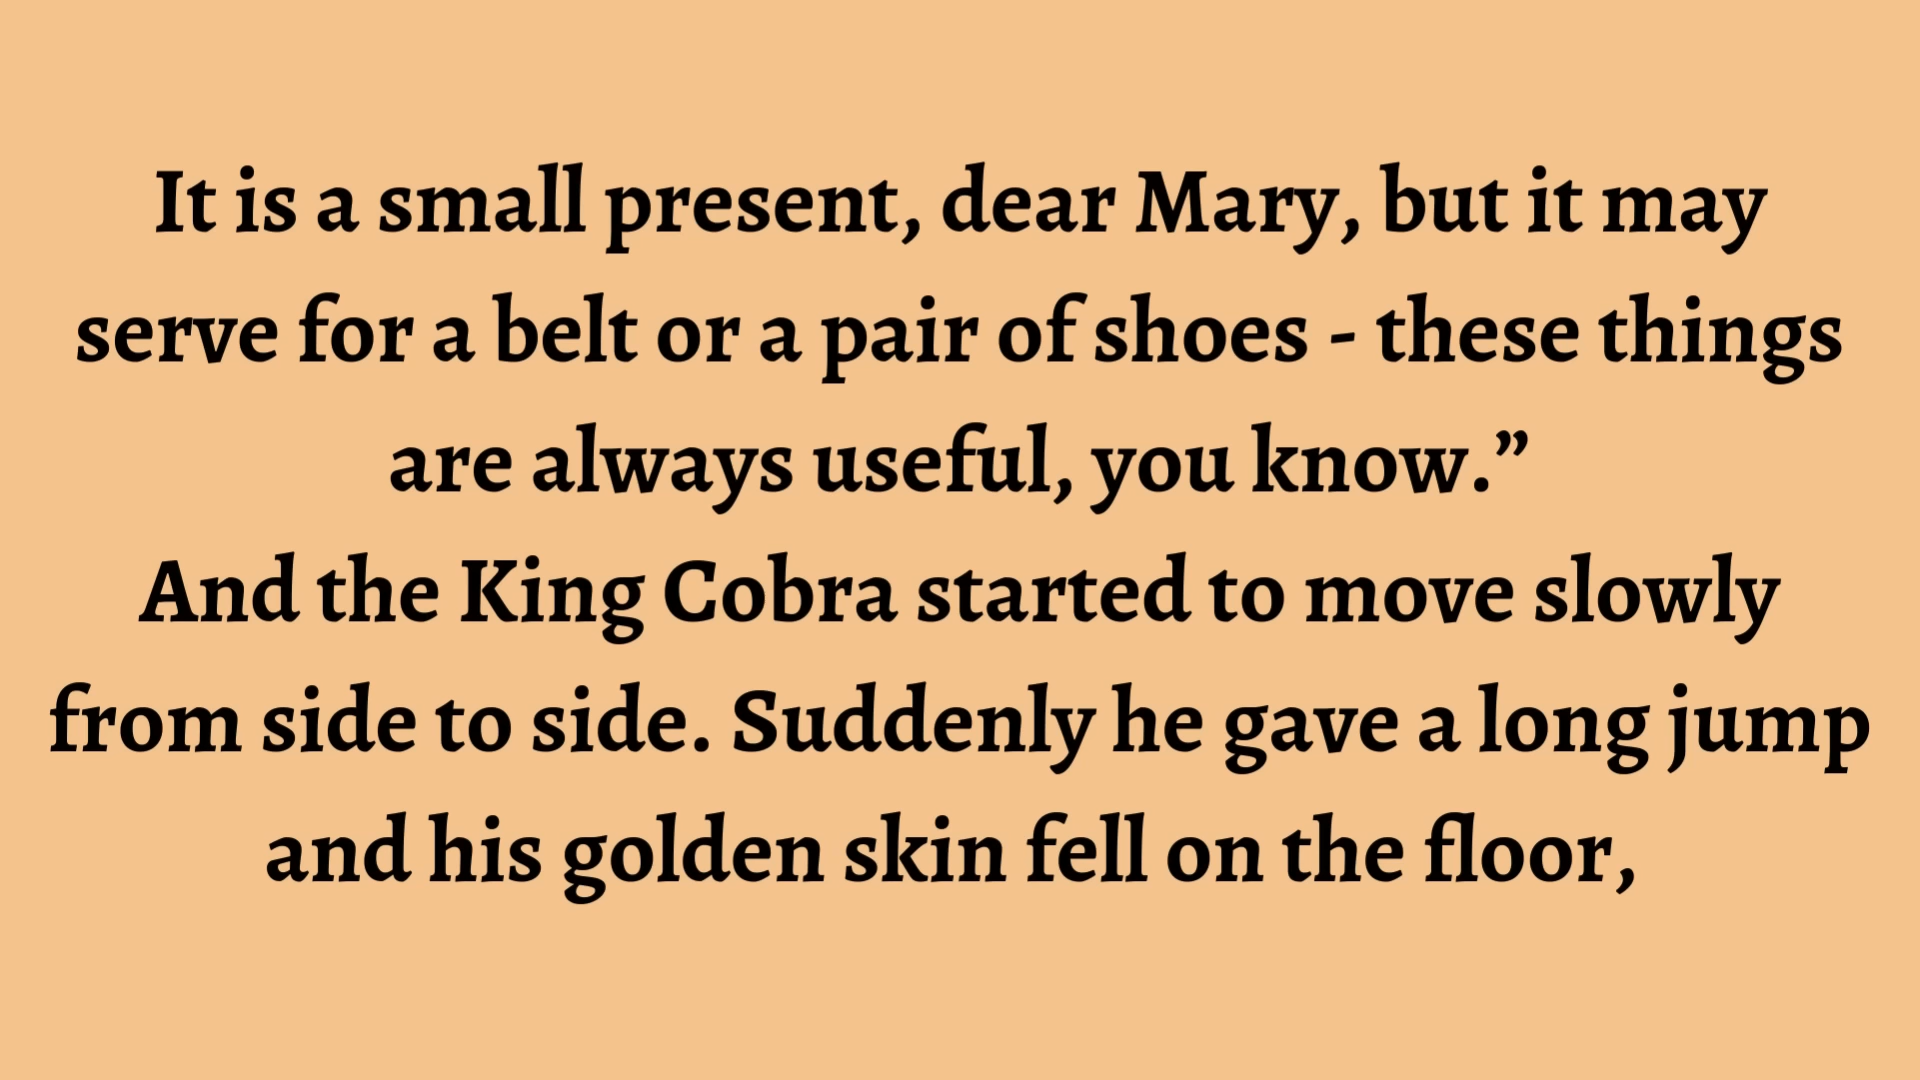 It is a small present, dear Mary, but it may
serve for a belt or a pair of shoes - these things
are always useful, you know.”
And the King Cobra started to move slowly
from side to side. Suddenly he gave a long jump
and his golden skin fell on the floor,